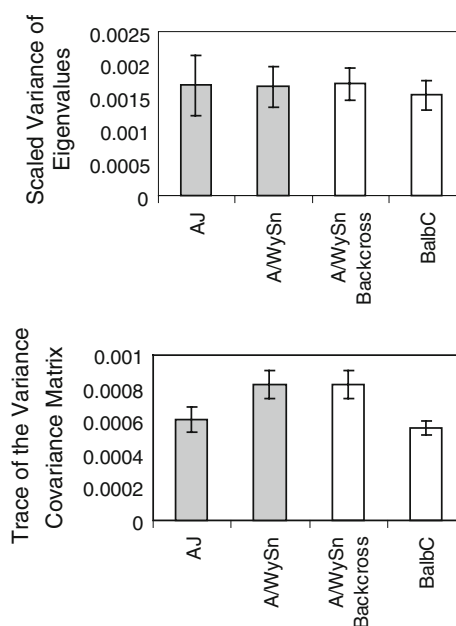 Scaled Variance of
Eigenvalues
0.0025
0.002
0.0015
0.001
0.0005
0
AJ
A/WySn
A/WySn
Backcross
BalbC
Trace of the Variance
Covariance Matrix
0.001
0.0008
0.0006
0.0004
0.0002
0
AJ
A/WySn
A/WySn
Backcross
BalbC